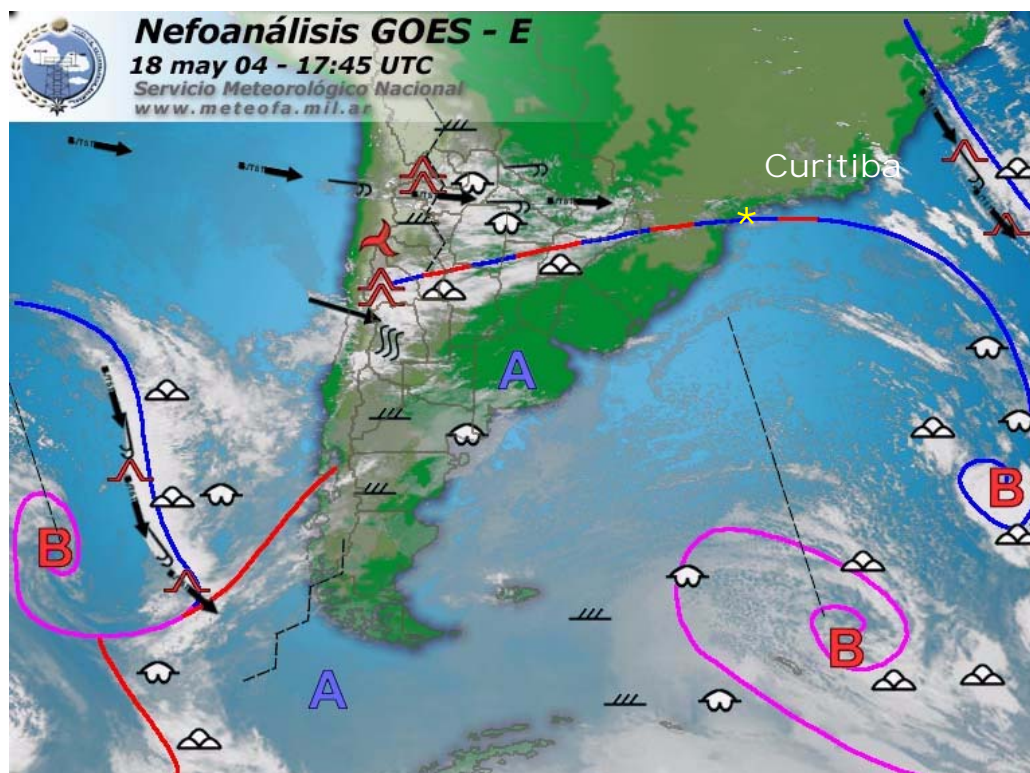 Nefoanálisis GOES - E
18 may 04 - 17:45 UTC
Servicio Meteorológico Nacional
www.meteofa.mil.ar
Curitiba
*
A
B
B
B
A